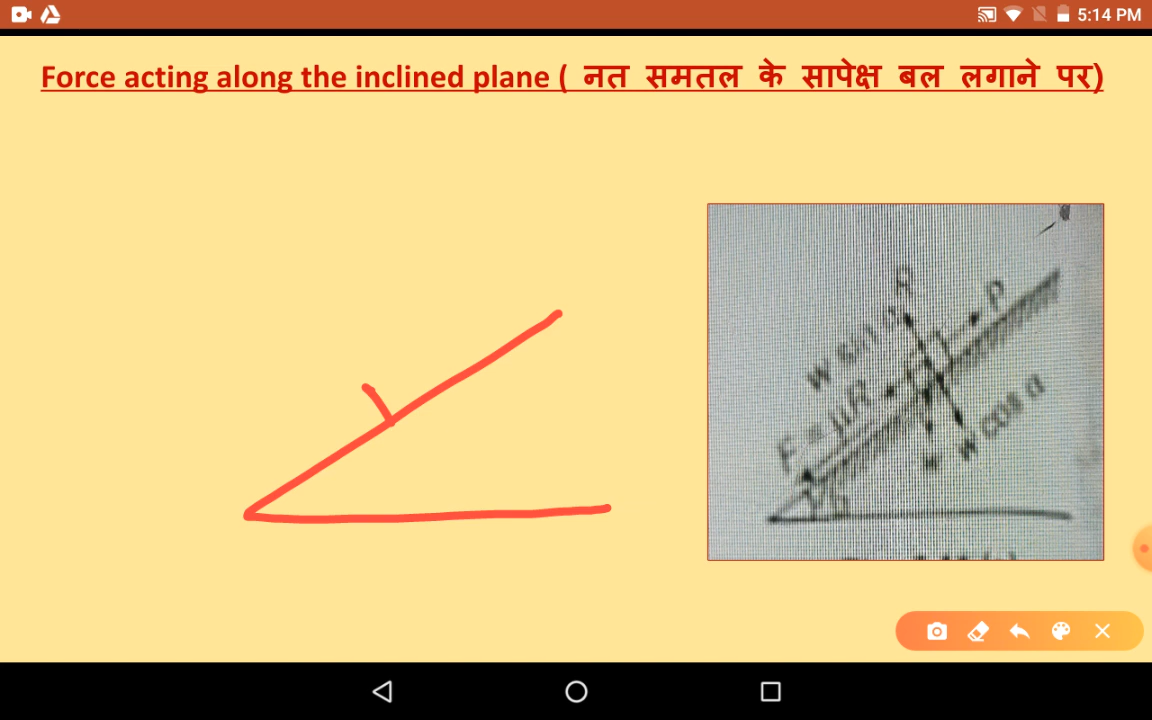 5:14 PM
Force acting along the inclined plane ( नत समतल के सापेक्ष बल लगाने पर)
R
P
W sin α
F = μR
W cos α
W